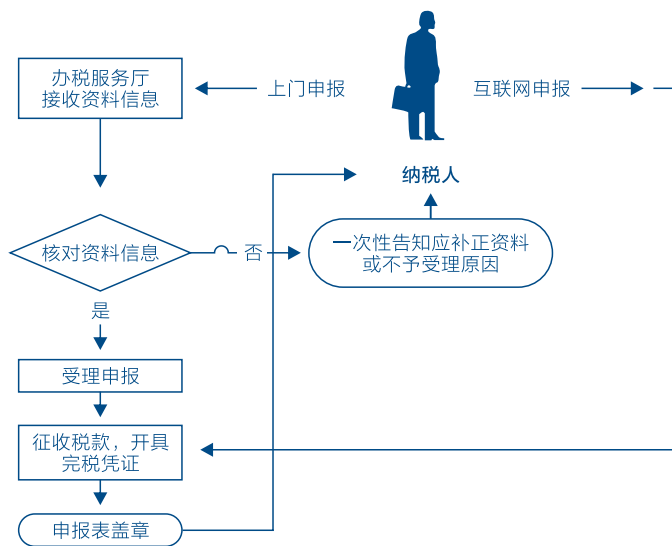 办税服务厅
接收资料信息
上门申报
互联网申报
纳税人
核对资料信息
否
一次性告知应补正资料
或不予受理原因
是
受理申报
征收税款，开具
完税凭证
申报表盖章